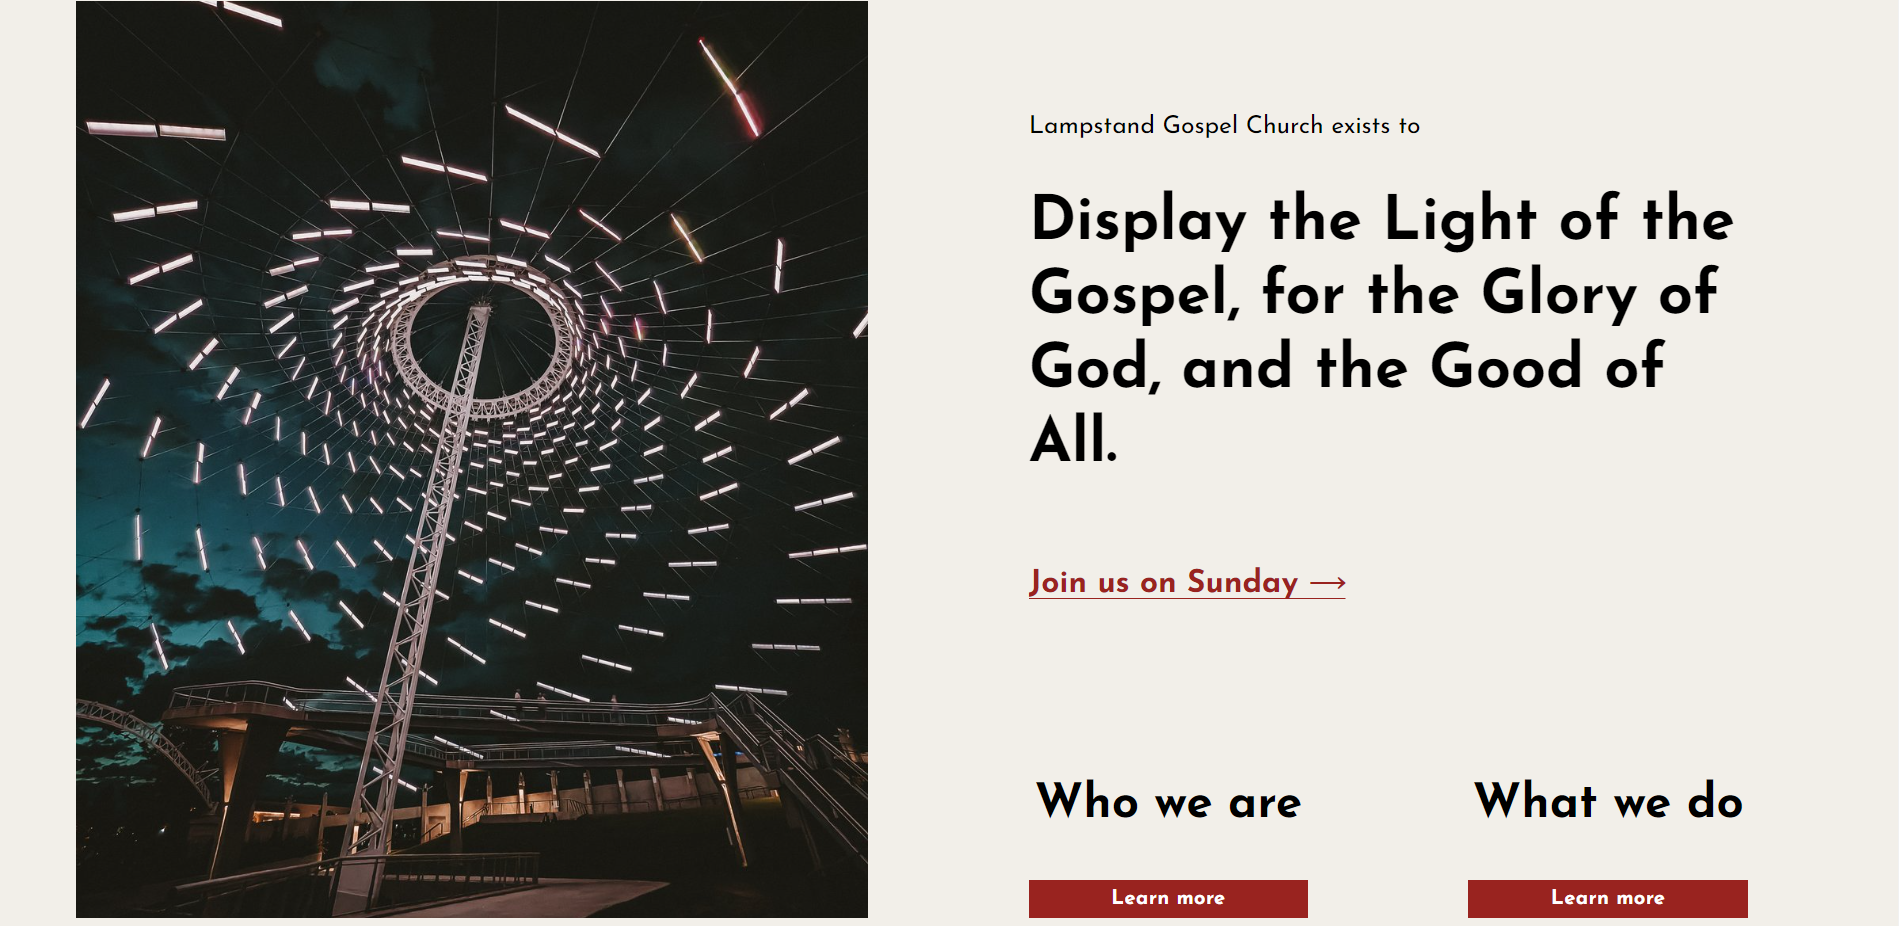 Lampstand Gospel Church exists to
Display the Light of the
Gospel, for the Glory of
God, and the Good of
All.
Join us on Sunday ⟶
Who we are
What we do
Learn more
Learn more